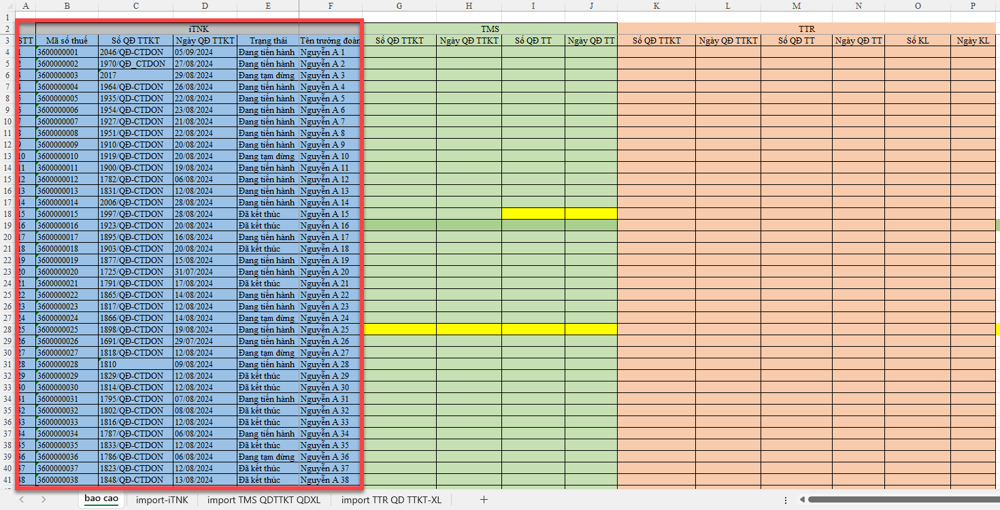 A B C D E F G H I J K L M N O P
1
2 iTNK TMS TTR
3 STT Mã số thuế Số QĐ TTKT Ngày QĐ TTKT Trạng thái Tên trưởng đoàn Số QĐ TTKT Ngày QĐ TTKT Số QĐ TT Ngày QĐ TT Số QĐ TTKT Ngày QĐ TTKT Số QĐ TT Ngày QĐ TT Số KL Ngày KL
4 1 3600000001 2046/QĐ-CTDON 05/09/2024 Đang tiến hành Nguyễn A 1
5 2 3600000002 1970/QĐ_CTDON 27/08/2024 Đang tiến hành Nguyễn A 2
6 3 3600000003 2017 29/08/2024 Đang tạm dừng Nguyễn A 3
7 4 3600000004 1964/QĐ-CTDON 26/08/2024 Đang tiến hành Nguyễn A 4
8 5 3600000005 1935/QĐ-CTDON 22/08/2024 Đang tiến hành Nguyễn A 5
9 6 3600000006 1954/QĐ-CTDON 23/08/2024 Đang tiến hành Nguyễn A 6
10 7 3600000007 1927/QĐ-CTDON 21/08/2024 Đang tiến hành Nguyễn A 7
11 8 3600000008 1951/QĐ-CTDON 22/08/2024 Đang tiến hành Nguyễn A 8
12 9 3600000009 1910/QĐ-CTDON 20/08/2024 Đang tiến hành Nguyễn A 9
13 10 3600000010 1919/QĐ-CTDON 20/08/2024 Đang tạm dừng Nguyễn A 10
14 11 3600000011 1900/QĐ-CTDON 19/08/2024 Đang tiến hành Nguyễn A 11
15 12 3600000012 1782/QĐ-CTDON 06/08/2024 Đang tiến hành Nguyễn A 12
16 13 3600000013 1831/QĐ-CTDON 12/08/2024 Đang tiến hành Nguyễn A 13
17 14 3600000014 2006/QĐ-CTDON 28/08/2024 Đang tiến hành Nguyễn A 14
18 15 3600000015 1997/QĐ-CTDON 28/08/2024 Đã kết thúc Nguyễn A 15
19 16 3600000016 1923/QĐ-CTDON 20/08/2024 Đã kết thúc Nguyễn A 16
20 17 3600000017 1895/QĐ-CTDON 16/08/2024 Đang tiến hành Nguyễn A 17
21 18 3600000018 1903/QĐ-CTDON 20/08/2024 Đã kết thúc Nguyễn A 18
22 19 3600000019 1877/QĐ-CTDON 15/08/2024 Đang tiến hành Nguyễn A 19
23 20 3600000020 1725/QĐ-CTDON 31/07/2024 Đang tiến hành Nguyễn A 20
24 21 3600000021 1791/QĐ-CTDON 17/08/2024 Đã kết thúc Nguyễn A 21
25 22 3600000022 1865/QĐ-CTDON 14/08/2024 Đang tiến hành Nguyễn A 22
26 23 3600000023 1817/QĐ-CTDON 12/08/2024 Đang tiến hành Nguyễn A 23
27 24 3600000024 1866/QĐ-CTDON 14/08/2024 Đang tạm dừng Nguyễn A 24
28 25 3600000025 1898/QĐ-CTDON 19/08/2024 Đang tiến hành Nguyễn A 25
29 26 3600000026 1691/QĐ-CTDON 29/07/2024 Đang tiến hành Nguyễn A 26
30 27 3600000027 1818/QĐ-CTDON 12/08/2024 Đang tạm dừng Nguyễn A 27
31 28 3600000028 1810 09/08/2024 Đang tiến hành Nguyễn A 28
32 29 3600000029 1829/QĐ-CTDON 12/08/2024 Đã kết thúc Nguyễn A 29
33 30 3600000030 1814/QĐ-CTDON 12/08/2024 Đã kết thúc Nguyễn A 30
34 31 3600000031 1795/QĐ-CTDON 07/08/2024 Đang tiến hành Nguyễn A 31
35 32 3600000032 1802/QĐ-CTDON 08/08/2024 Đã kết thúc Nguyễn A 32
36 33 3600000033 1816/QĐ-CTDON 12/08/2024 Đã kết thúc Nguyễn A 33
37 34 3600000034 1787/QĐ-CTDON 06/08/2024 Đang tiến hành Nguyễn A 34
38 35 3600000035 1833/QĐ-CTDON 12/08/2024 Đã kết thúc Nguyễn A 35
39 36 3600000036 1786/QĐ-CTDON 06/08/2024 Đang tạm dừng Nguyễn A 36
40 37 3600000037 1823/QĐ-CTDON 12/08/2024 Đã kết thúc Nguyễn A 37
41 38 3600000038 1848/QĐ-CTDON 13/08/2024 Đã kết thúc Nguyễn A 38
bao cao import-iTNK import TMS QDTTKT QDXL import TTR QD TTKT-XL